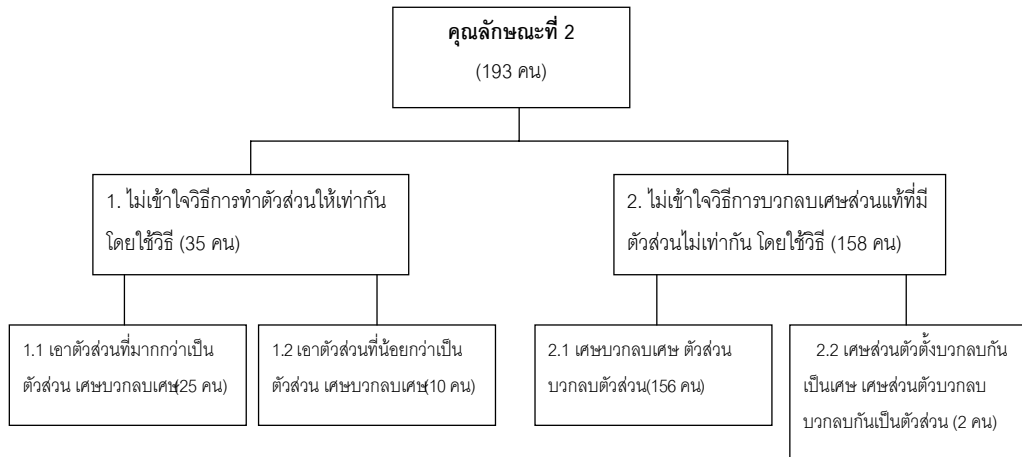 คุณลักษณะที่ 2
(193 คน)
1. ไม่เข้าใจวิธีการทำตัวส่วนให้เท่ากัน
โดยใช้วิธี (35 คน)
2. ไม่เข้าใจวิธีการบวกลบเศษส่วนแท้ที่มี
ตัวส่วนไม่เท่ากัน โดยใช้วิธี (158 คน)
1.1 เอาตัวส่วนที่มากกว่าเป็น
ตัวส่วน เศษบวกลบเศษ(25 คน)
1.2 เอาตัวส่วนที่น้อยกว่าเป็น
ตัวส่วน เศษบวกลบเศษ(10 คน)
2.1 เศษบวกลบเศษ ตัวส่วน
บวกลบตัวส่วน(156 คน)
2.2 เศษส่วนตัวตั้งบวกลบกัน
เป็นเศษ เศษส่วนตัวบวกลบ
บวกลบกันเป็นตัวส่วน (2 คน)